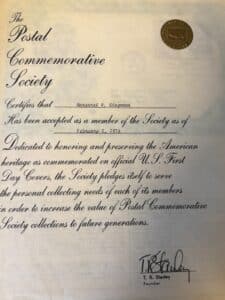 The
Postal
Commemorative
Society
Certifies that
Has been accepted as a member of the Society as of
February 1, 1974
Dedicated to honoring and preserving the American
heritage as commemorated on official U.S. First
Day Covers, the Society pledges itself to serve
the personal collecting needs of each of its members
in order to increase the value of Postal Commemorative
Society collections to future generations.
T. R. Stanley
Founder